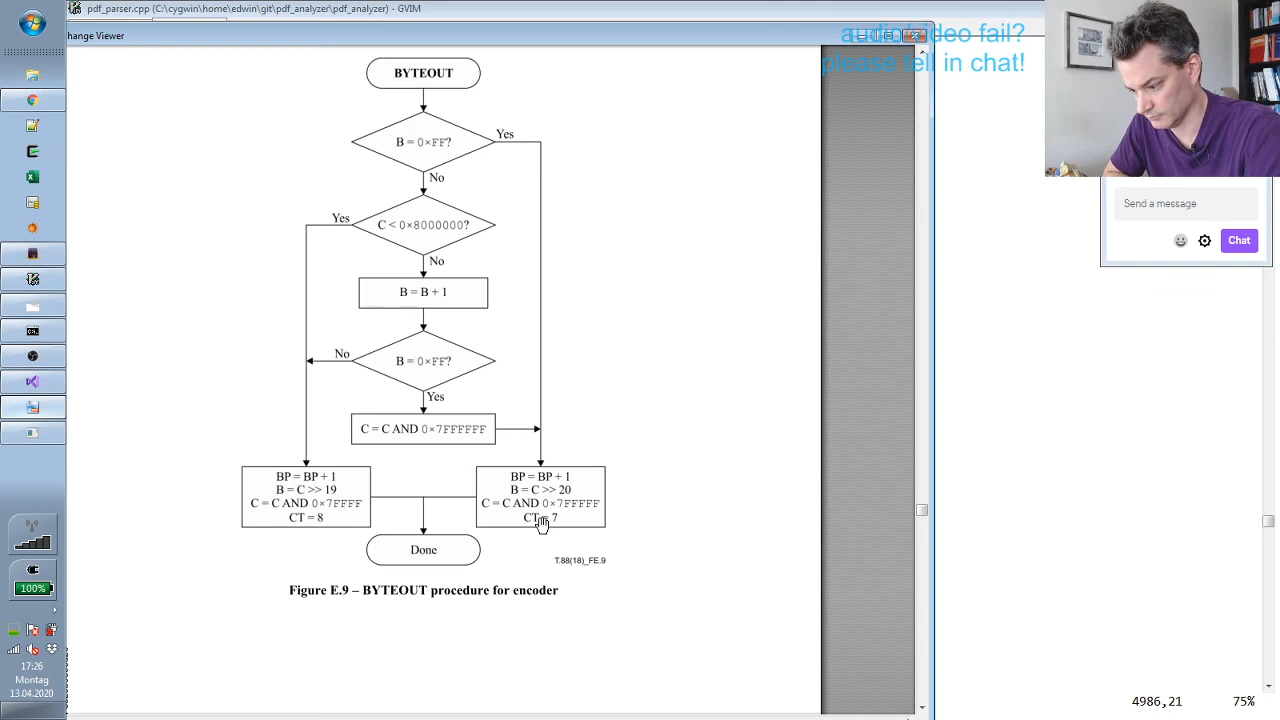 pdf_parser.cpp (C:\cygwin\home\edwin\git\pdf_analyzer\pdf_analyzer) - GVIM
hange Viewer
audio/video fail?
please tell in chat!
BYTEOUT
B = 0×FF?
Yes
No
C < 0×8000000?
Yes
No
B = B + 1
B = 0×FF?
No
Yes
C = C AND 0×7FFFFFF
BP = BP + 1
B = C >> 19
C = C AND 0×7FFFF
CT = 8
BP = BP + 1
B = C >> 20
C = C AND 0×7FFFFF
CT = 7
Done
T.88(18)_FE.9
Figure E.9 – BYTEOUT procedure for encoder
Send a message
Chat
100%
17:26
Montag
13.04.2020
4986,21
75%